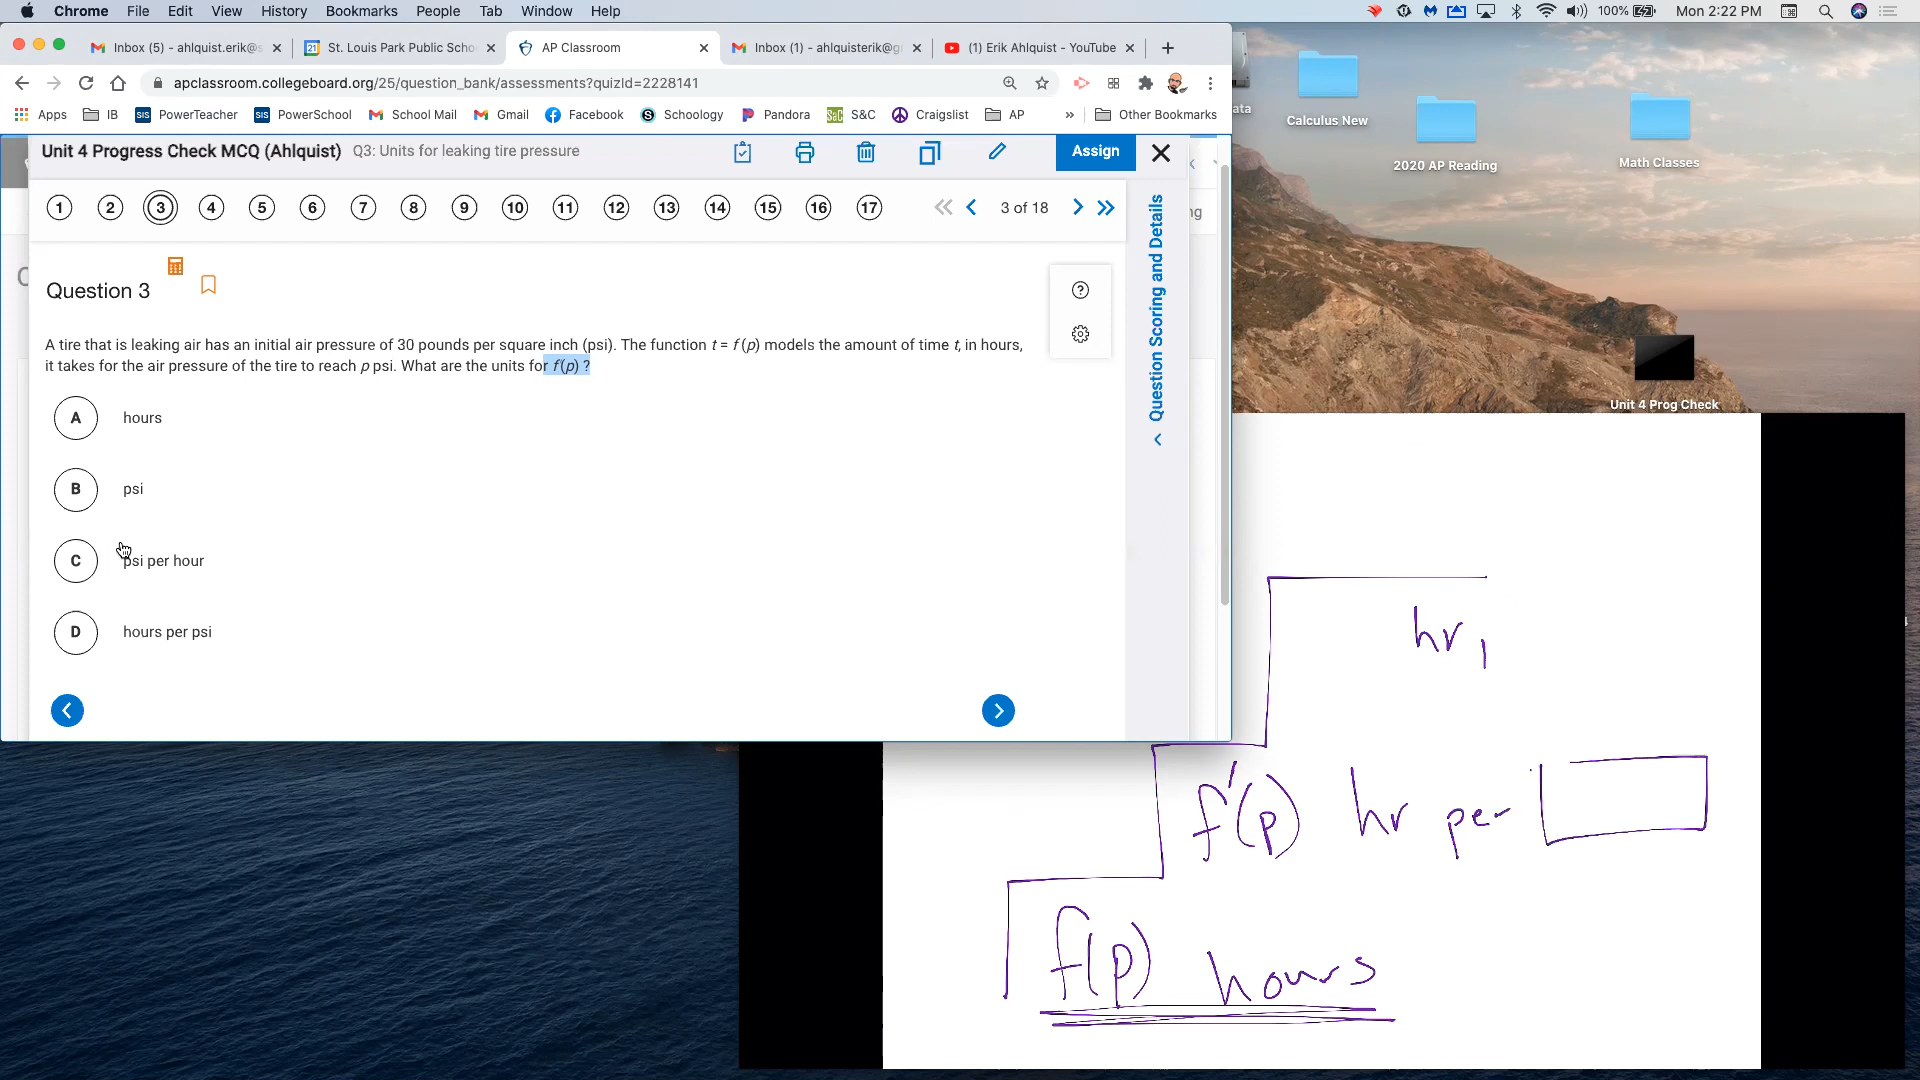 Chrome File Edit View History Bookmarks People Tab Window Help 100% Mon 2:22 PM
Inbox (5) - ahlquist.erik@s St. Louis Park Public Schoo AP Classroom Inbox (1) - ahlquisterik@g (1) Erik Ahlquist - YouTube
apclassroom.collegeboard.org/25/question_bank/assessments?quizId=2228141
Apps IB SIS PowerTeacher SIS PowerSchool School Mail Gmail Facebook Schoology Pandora S&C S&C Craigslist AP » Other Bookmarks
ata
Calculus New
2020 AP Reading
Math Classes
Unit 4 Prog Check
Unit 4 Progress Check MCQ (Ahlquist) Q3: Units for leaking tire pressure Assign
1 2 3 4 5 6 7 8 9 10 11 12 13 14 15 16 17 3 of 18
ng
Question Scoring and Details
Question 3
A tire that is leaking air has an initial air pressure of 30 pounds per square inch (psi). The function t = f (p) models the amount of time t, in hours,
it takes for the air pressure of the tire to reach p psi. What are the units for f (p) ?
A hours
B psi
C psi per hour
D hours per psi
hr,
f'(p) hr per
f(p) hours